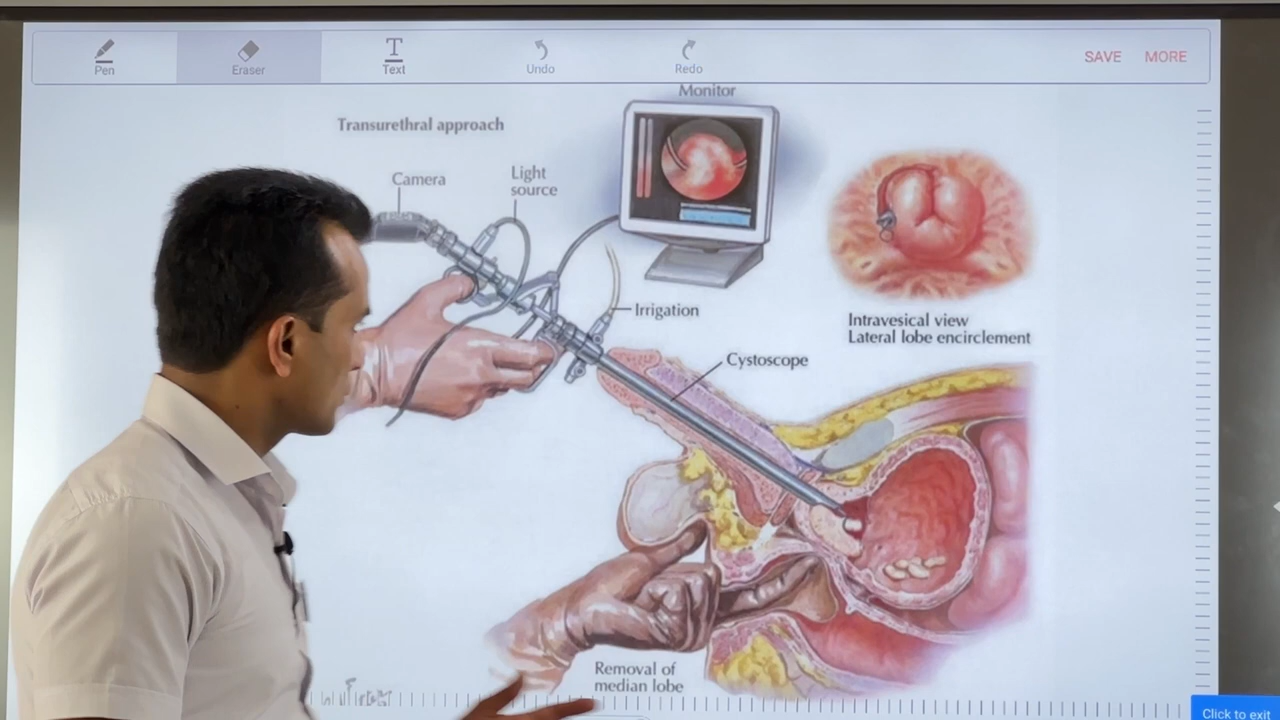 Pen
Eraser
Text
Undo
Redo
SAVE
MORE
Monitor
Transurethral approach
Camera
Light
source
Irrigation
Intravesical view
Lateral lobe encirclement
Cystoscope
Removal of
median lobe
Click to exit